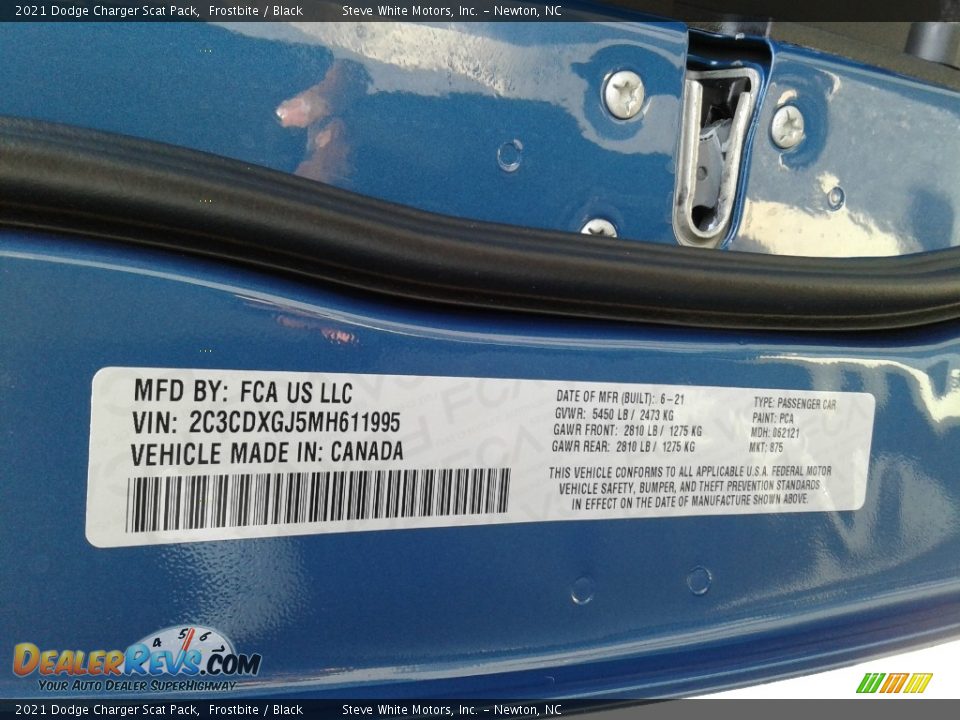 2021 Dodge Charger Scat Pack, Frostbite / Black Steve White Motors, Inc. - Newton, NC
MFD BY: FCA US LLC
VIN: 2C3CDXGJ5MH611995
VEHICLE MADE IN: CANADA
DATE OF MFR (BUILT): 6-21
GVWR: 5450 LB / 2473 KG
GAWR FRONT: 2810 LB / 1275 KG
GAWR REAR: 2810 LB / 1275 KG
TYPE: PASSENGER CAR
PAINT: PCA
MDH: 062121
MKT: 875
THIS VEHICLE CONFORMS TO ALL APPLICABLE U.S.A. FEDERAL MOTOR
VEHICLE SAFETY, BUMPER, AND THEFT PREVENTION STANDARDS
IN EFFECT ON THE DATE OF MANUFACTURE SHOWN ABOVE.
4 5 6 7
DEALERREVS.COM
YOUR AUTO DEALER SUPERHIGHWAY
2021 Dodge Charger Scat Pack, Frostbite / Black Steve White Motors, Inc. - Newton, NC